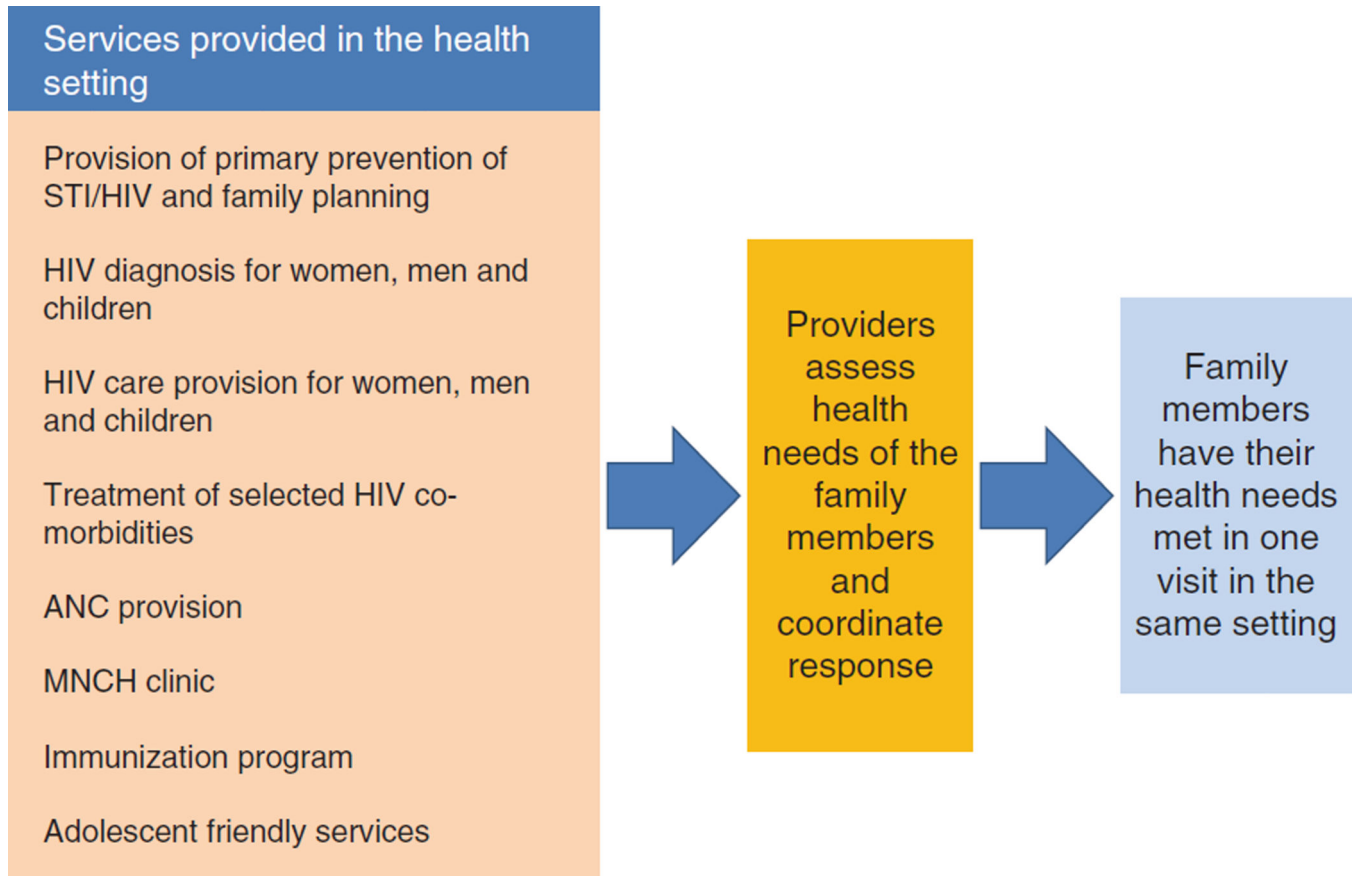 Services provided in the health
setting
Provision of primary prevention of
STI/HIV and family planning
HIV diagnosis for women, men and
children
HIV care provision for women, men
and children
Treatment of selected HIV co-
morbidities
ANC provision
MNCH clinic
Immunization program
Adolescent friendly services
Providers
assess
health
needs of the
family
members
and
coordinate
response
Family
members
have their
health needs
met in one
visit in the
same setting